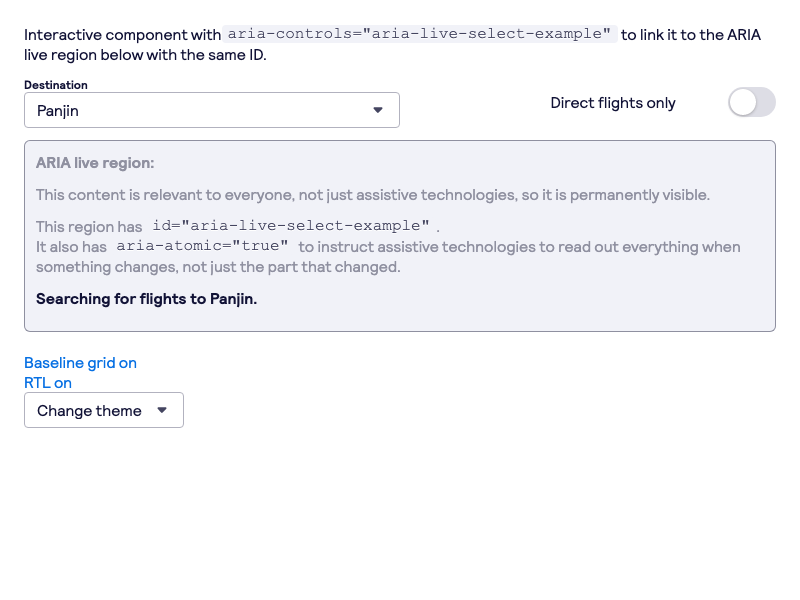 Interactive component with aria-controls="aria-live-select-example" to link it to the ARIA
live region below with the same ID.
Destination
Panjin
Direct flights only
ARIA live region:
This content is relevant to everyone, not just assistive technologies, so it is permanently visible.
This region has id="aria-live-select-example" .
It also has aria-atomic="true" to instruct assistive technologies to read out everything when
something changes, not just the part that changed.
Searching for flights to Panjin.
Baseline grid on
RTL on
Change theme